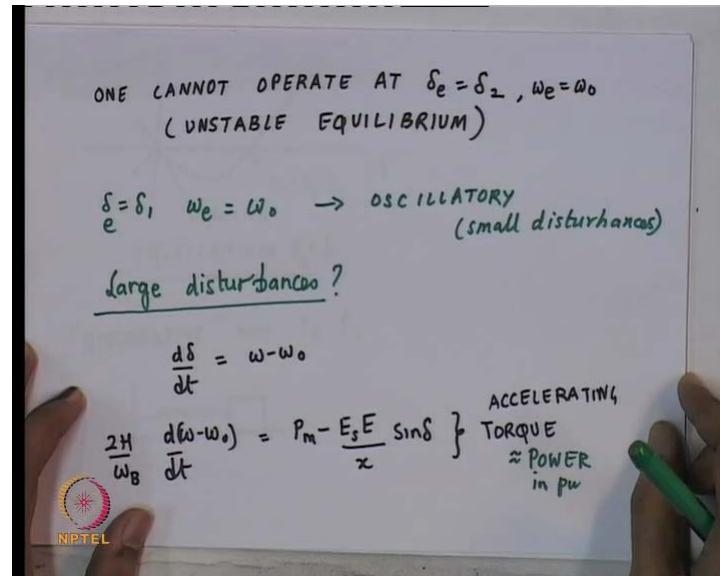 ONE CANNOT OPERATE AT δe = δ2 , ωe = ω0
( UNSTABLE EQUILIBRIUM )
δe = δ1 ωe = ω0 → OSCILLATORY
(small disturbances)
Large disturbances ?
dδ/dt = ω-ω0
2H/ωB d(ω-ω0)/dt = Pm - EsE/x sinδ } ACCELERATING
TORQUE
≈ POWER
in pu
NPTEL